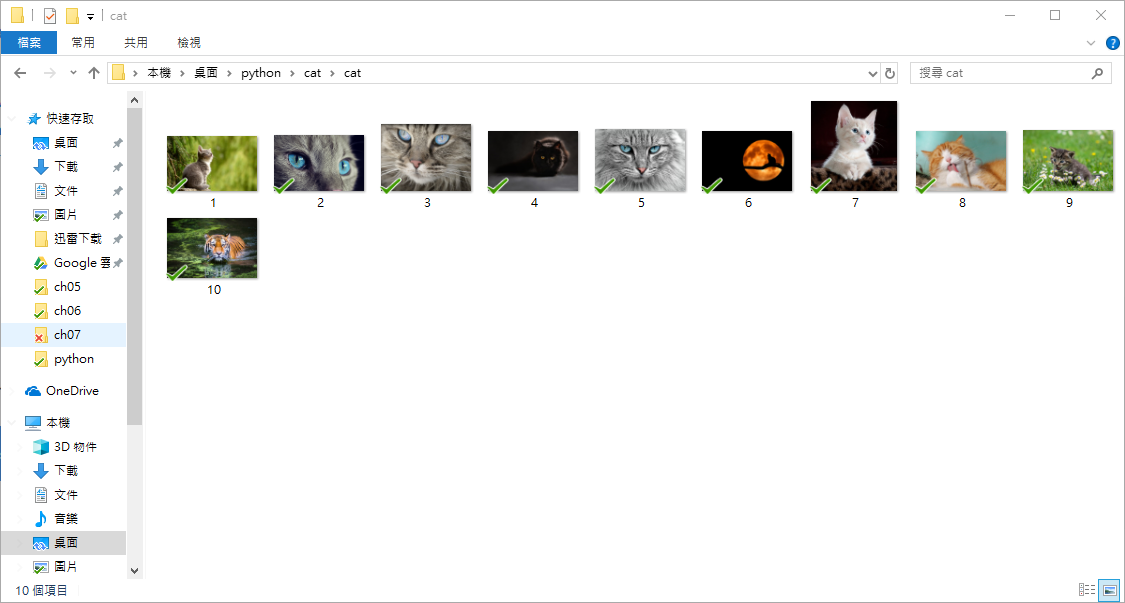 cat
檔案 常用 共用 檢視
本機 桌面 python cat cat
搜尋 cat
快速存取
桌面
下載
文件
圖片
迅雷下載
Google 雲
ch05
ch06
ch07
python
OneDrive
本機
3D 物件
下載
文件
音樂
桌面
圖片
1 2 3 4 5 6 7 8 9
10
10 個項目